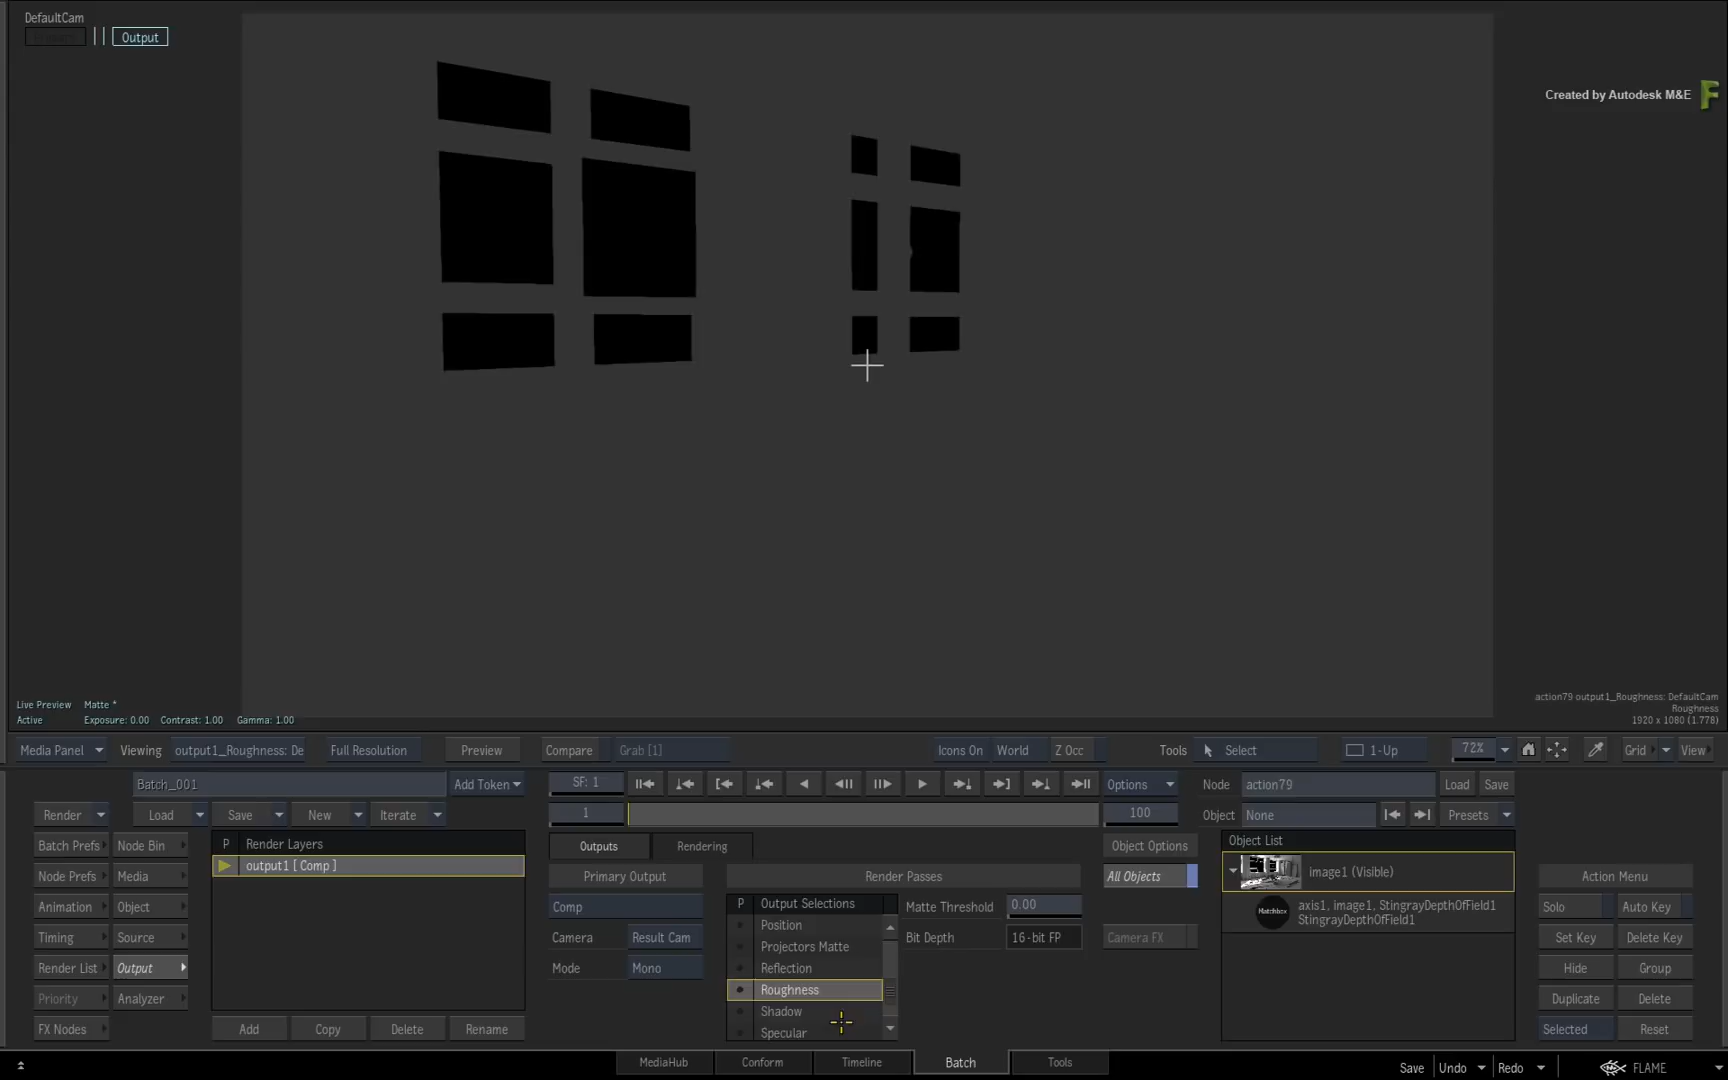 DefaultCam
Output
Created by Autodesk M&E
Live Preview Matte *
Active Exposure: 0.00 Contrast: 1.00 Gamma: 1.00
action79 output1_Roughness: DefaultCam
Roughness
1920 x 1080 (1.778)
Media Panel Viewing output1_Roughness: De Full Resolution Preview Compare Grab [1] Icons On World Z Occ Tools Select 1-Up 72% Grid View
Batch_001 Add Token SF: 1 Options Node action79 Load Save
Render Load Save New Iterate 1 100 Object None Presets
Batch Prefs Node Bin P Render Layers Outputs Rendering Object Options Object List
output1 [ Comp ]
Node Prefs Media Primary Output Render Passes All Objects image1 (Visible) Action Menu
Animation Object Comp P Output Selections Matte Threshold 0.00 Matchbox axis1, image1, StingrayDepthOfField1 Solo Auto Key
StingrayDepthOfField1
Position
Timing Source Camera Result Cam Projectors Matte Bit Depth 16-bit FP Camera FX Set Key Delete Key
Render List Output Mode Mono Reflection Hide Group
Roughness
Priority Analyzer Shadow Duplicate Delete
FX Nodes Add Copy Delete Rename Specular Selected Reset
MediaHub Conform Timeline Batch Tools Save Undo Redo FLAME